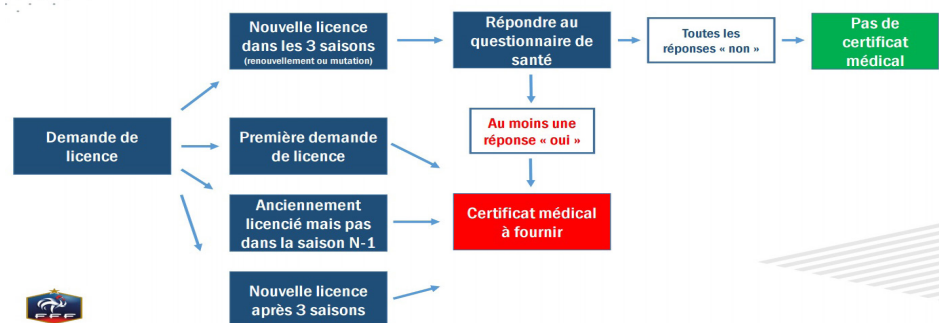 Nouvelle licence
dans les 3 saisons
(renouvellement ou mutation)
Répondre au
questionnaire de
santé
Toutes les
réponses « non »
Pas de
certificat
médical
Demande de
licence
Première demande
de licence
Au moins une
réponse « oui »
Anciennement
licencié mais pas
dans la saison N-1
Certificat médical
à fournir
Nouvelle licence
après 3 saisons
FFF